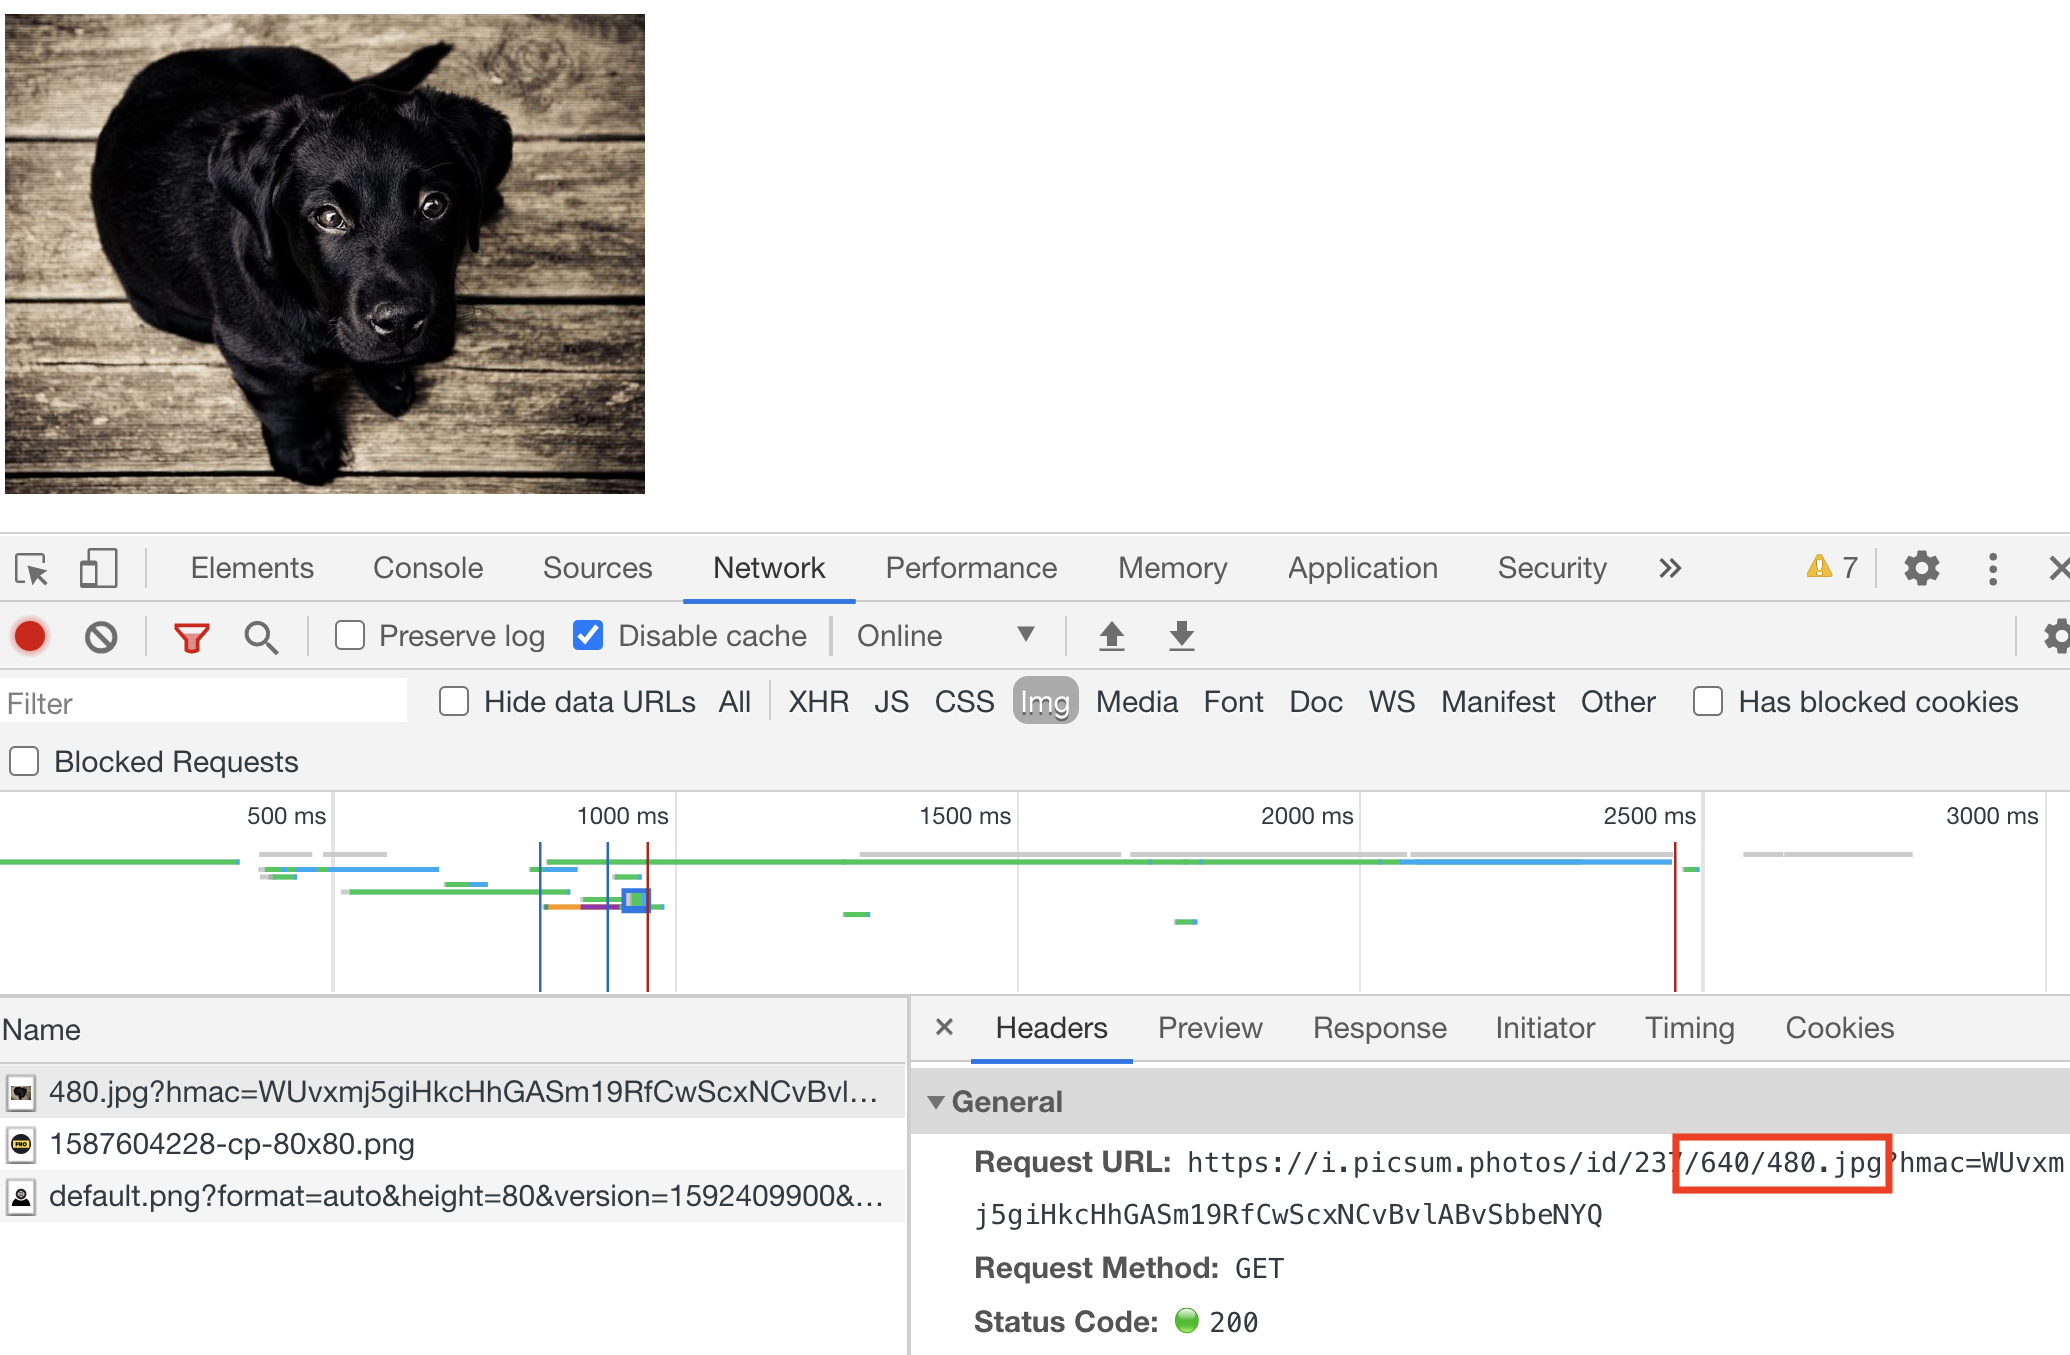 Elements Console Sources Network Performance Memory Application Security » 7
Preserve log Disable cache Online
Filter Hide data URLs All XHR JS CSS Img Media Font Doc WS Manifest Other Has blocked cookies
Blocked Requests
500 ms 1000 ms 1500 ms 2000 ms 2500 ms 3000 ms
Name
480.jpg?hmac=WUvxmj5giHkcHhGASm19RfCwScxNCvBvl…
PRO 1587604228-cp-80x80.png
default.png?format=auto&height=80&version=1592409900&…
× Headers Preview Response Initiator Timing Cookies
General
Request URL: https://i.picsum.photos/id/237/640/480.jpg?hmac=WUvxm
j5giHkcHhGASm19RfCwScxNCvBvlABvSbbeNYQ
Request Method: GET
Status Code: 200